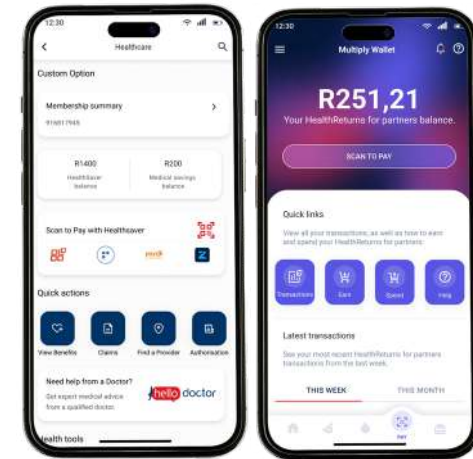 12:30
Healthcare
Custom Option
Membership summary
R1400
HealthSaver
balance
R200
Medical savings
balance
Scan to Pay with Healthsaver
Quick actions
View Benefits
Claims
Find a Provider
Authorisation
Need help from a Doctor?
Get expert medical advice
from a qualified doctor.
hello doctor
Health tools
12:30
Multiply Wallet
R251,21
Your HealthReturns for partners balance.
SCAN TO PAY
Quick links
View all your transactions, as well as how to earn
and spend your HealthReturns for partners:
Transactions
Earn
Spend
Help
Latest transactions
See your most recent HealthReturns for partners
transactions from the last week.
THIS WEEK
THIS MONTH
PAY